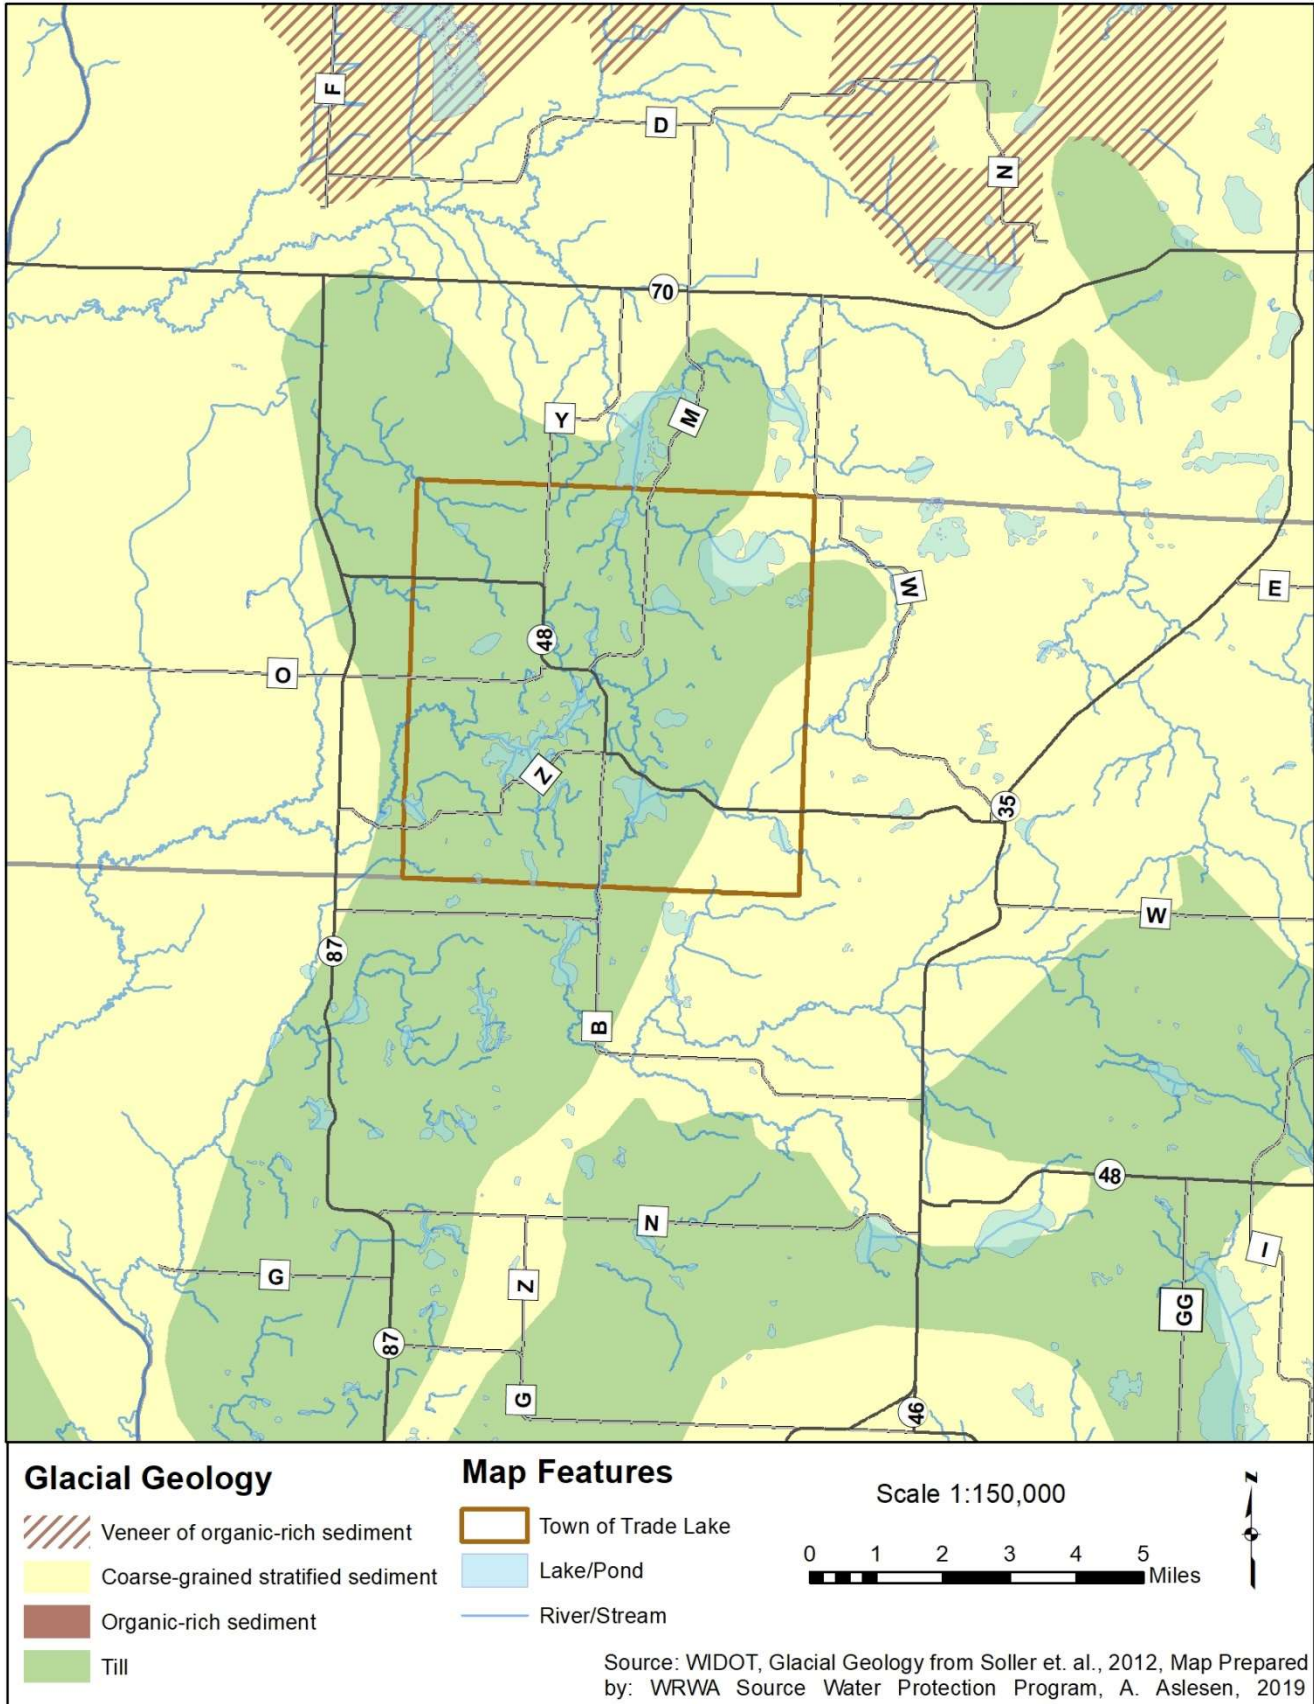 F
D
N
70
Y
M
W
E
48
O
Z
35
W
87
B
48
N
I
G
Z
GG
87
G
46
Glacial Geology
Veneer of organic-rich sediment
Coarse-grained stratified sediment
Organic-rich sediment
Till
Map Features
Town of Trade Lake
Lake/Pond
River/Stream
Scale 1:150,000
0 1 2 3 4 5
Miles
N
Source: WIDOT, Glacial Geology from Soller et. al., 2012, Map Prepared
by: WRWA Source Water Protection Program, A. Aslesen, 2019